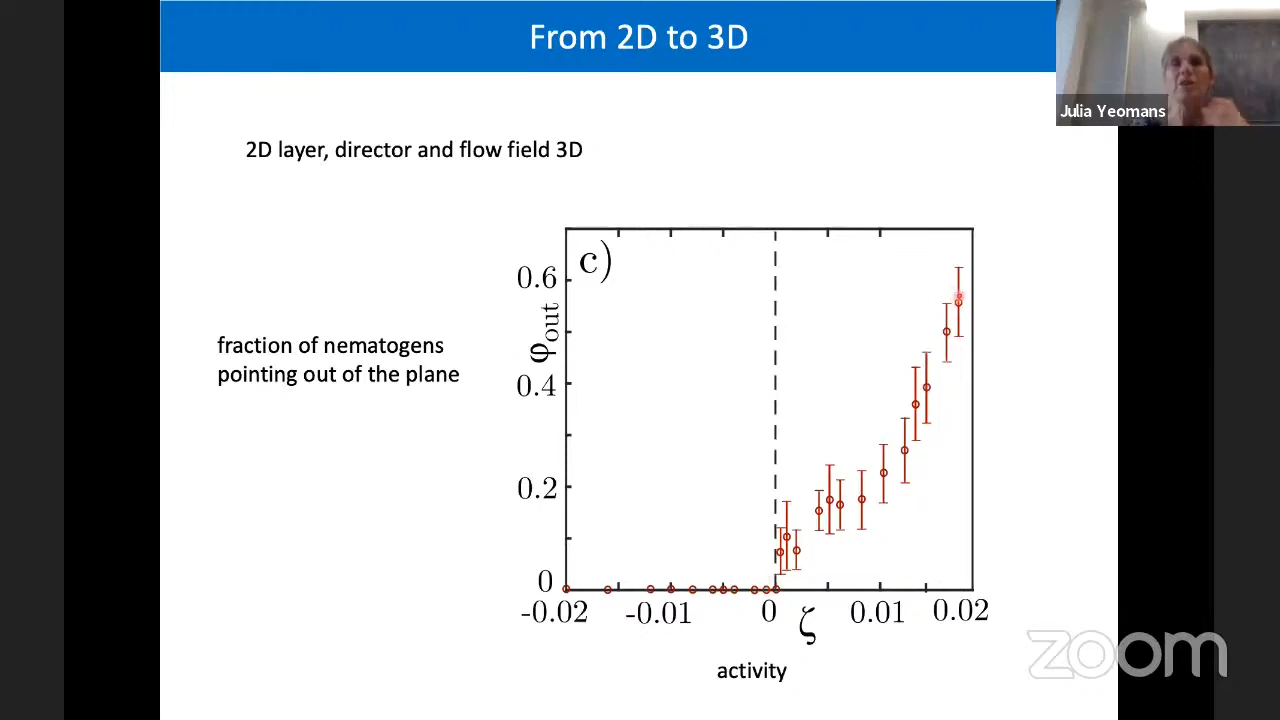 From 2D to 3D
Julia Yeomans
2D layer, director and flow field 3D
c)
0.6
φout
fraction of nematogens
pointing out of the plane
0.4
0.2
0
-0.02
-0.01
0
ζ
0.01
0.02
activity
zoom